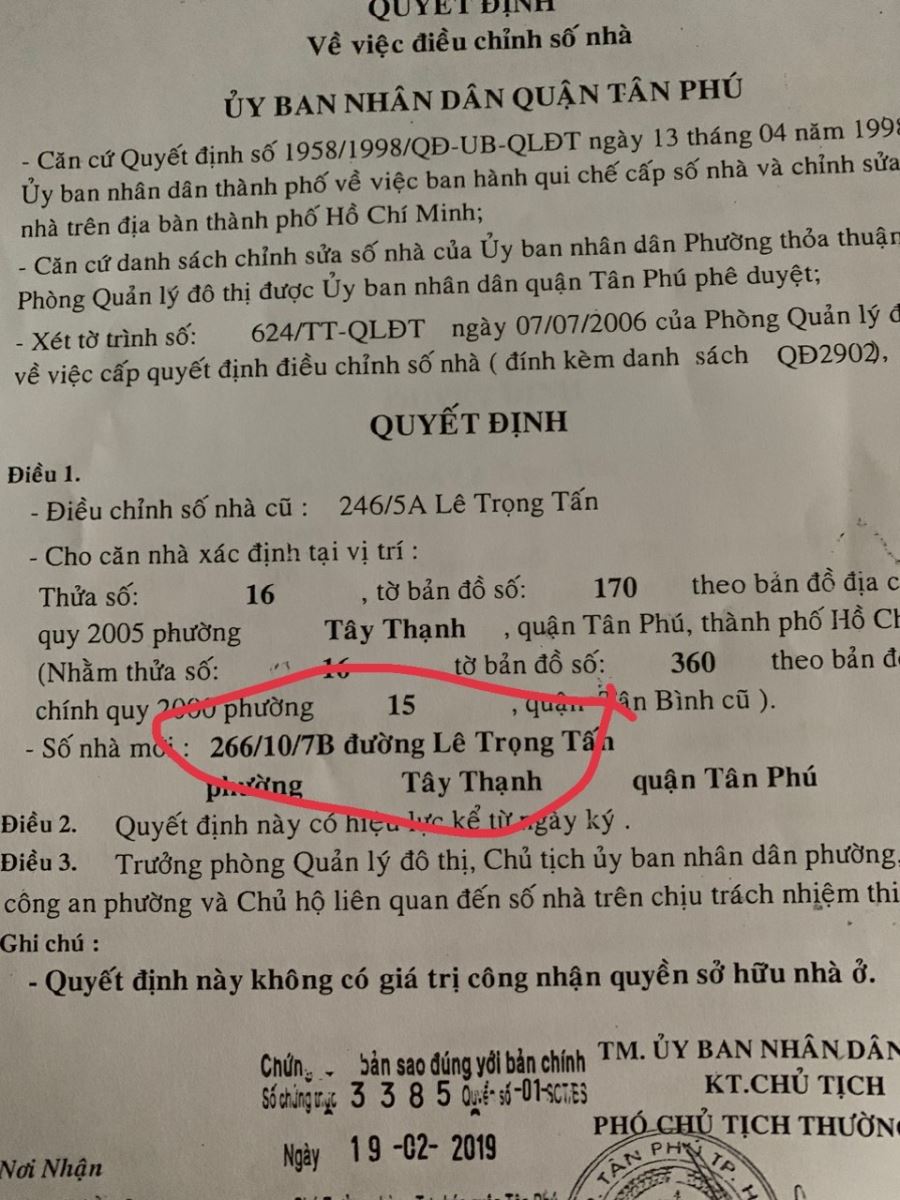 QUYẾT ĐỊNH
Về việc điều chỉnh số nhà
ỦY BAN NHÂN DÂN QUẬN TÂN PHÚ
- Căn cứ Quyết định số 1958/1998/QĐ-UB-QLĐT ngày 13 tháng 04 năm 1998
Ủy ban nhân dân thành phố về việc ban hành qui chế cấp số nhà và chỉnh sửa
nhà trên địa bàn thành phố Hồ Chí Minh;
- Căn cứ danh sách chỉnh sửa số nhà của Ủy ban nhân dân Phường thỏa thuận
Phòng Quản lý đô thị được Ủy ban nhân dân quận Tân Phú phê duyệt;
- Xét tờ trình số: 624/TT-QLĐT ngày 07/07/2006 của Phòng Quản lý đ
về việc cấp quyết định điều chỉnh số nhà ( đính kèm danh sách QĐ2902),
QUYẾT ĐỊNH
Điều 1.
- Điều chỉnh số nhà cũ : 246/5A Lê Trọng Tấn
- Cho căn nhà xác định tại vị trí :
Thửa số: 16 , tờ bản đồ số: 170 theo bản đồ địa c
quy 2005 phường Tây Thạnh , quận Tân Phú, thành phố Hồ Ch
(Nhằm thửa số: 16 tờ bản đồ số: 360 theo bản đ
chính quy 2000 phường 15 , quận Tân Bình cũ ).
- Số nhà mới : 266/10/7B đường Lê Trọng Tấn
phường Tây Thạnh quận Tân Phú
Điều 2. Quyết định này có hiệu lực kể từ ngày ký .
Điều 3. Trưởng phòng Quản lý đô thị, Chủ tịch ủy ban nhân dân phường,
công an phường và Chủ hộ liên quan đến số nhà trên chịu trách nhiệm thi
Ghi chú :
- Quyết định này không có giá trị công nhận quyền sở hữu nhà ở.
Chứng bản sao đúng với bản chính
Số chứng thực 3 3 8 5 Quyển số -01-SCT/BS
Ngày 19 -02- 2019
TM. ỦY BAN NHÂN DÂN
KT.CHỦ TỊCH
PHÓ CHỦ TỊCH THƯỜNG
TÂN PHÚ TP. H
Nơi Nhận